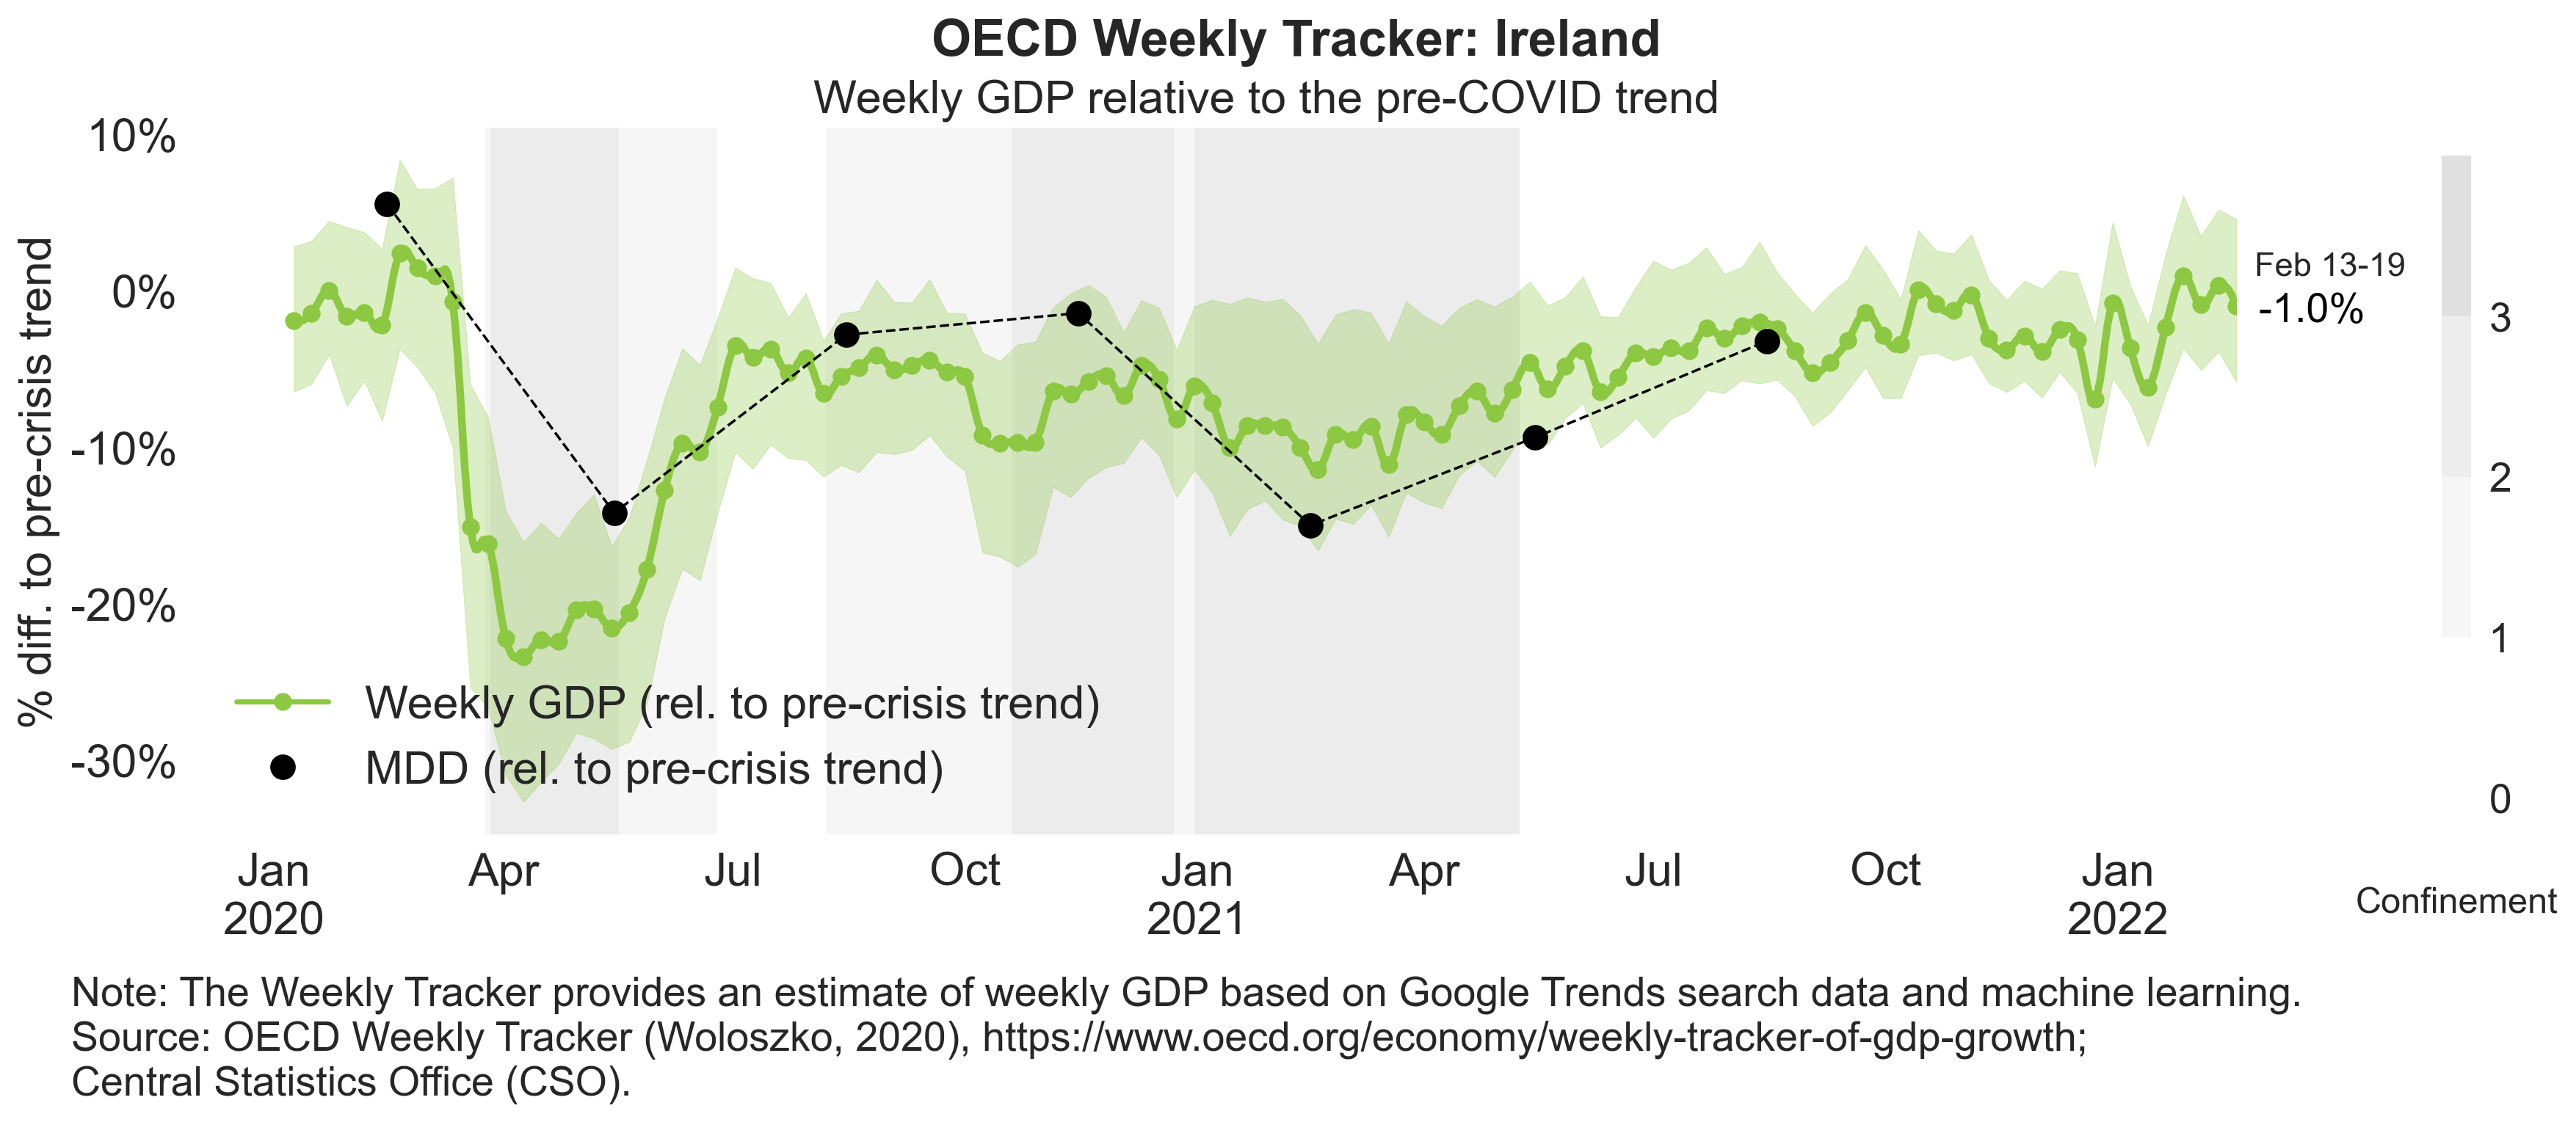 OECD Weekly Tracker: Ireland
Weekly GDP relative to the pre-COVID trend
10%
0%
-10%
-20%
-30%
% diff. to pre-crisis trend
Feb 13-19
-1.0%
3
2
1
0
Confinement
Weekly GDP (rel. to pre-crisis trend)
MDD (rel. to pre-crisis trend)
Jan Apr Jul Oct Jan Apr Jul Oct Jan
2020 2021 2022
Note: The Weekly Tracker provides an estimate of weekly GDP based on Google Trends search data and machine learning.
Source: OECD Weekly Tracker (Woloszko, 2020), https://www.oecd.org/economy/weekly-tracker-of-gdp-growth;
Central Statistics Office (CSO).